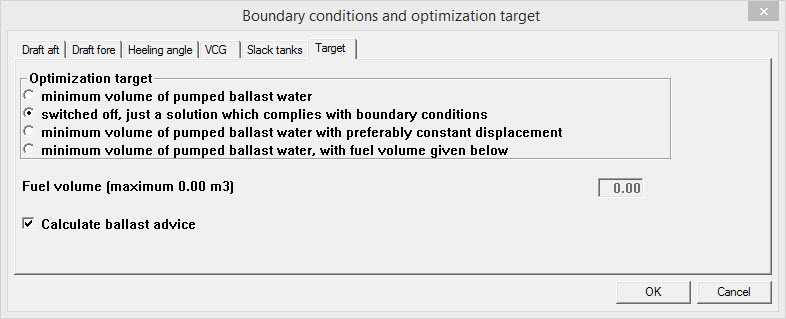 Boundary conditions and optimization target
Draft aft Draft fore Heeling angle VCG Slack tanks Target
Optimization target
minimum volume of pumped ballast water
switched off, just a solution which complies with boundary conditions
minimum volume of pumped ballast water with preferably constant displacement
minimum volume of pumped ballast water, with fuel volume given below
Fuel volume (maximum 0.00 m3) 0.00
Calculate ballast advice
OK Cancel